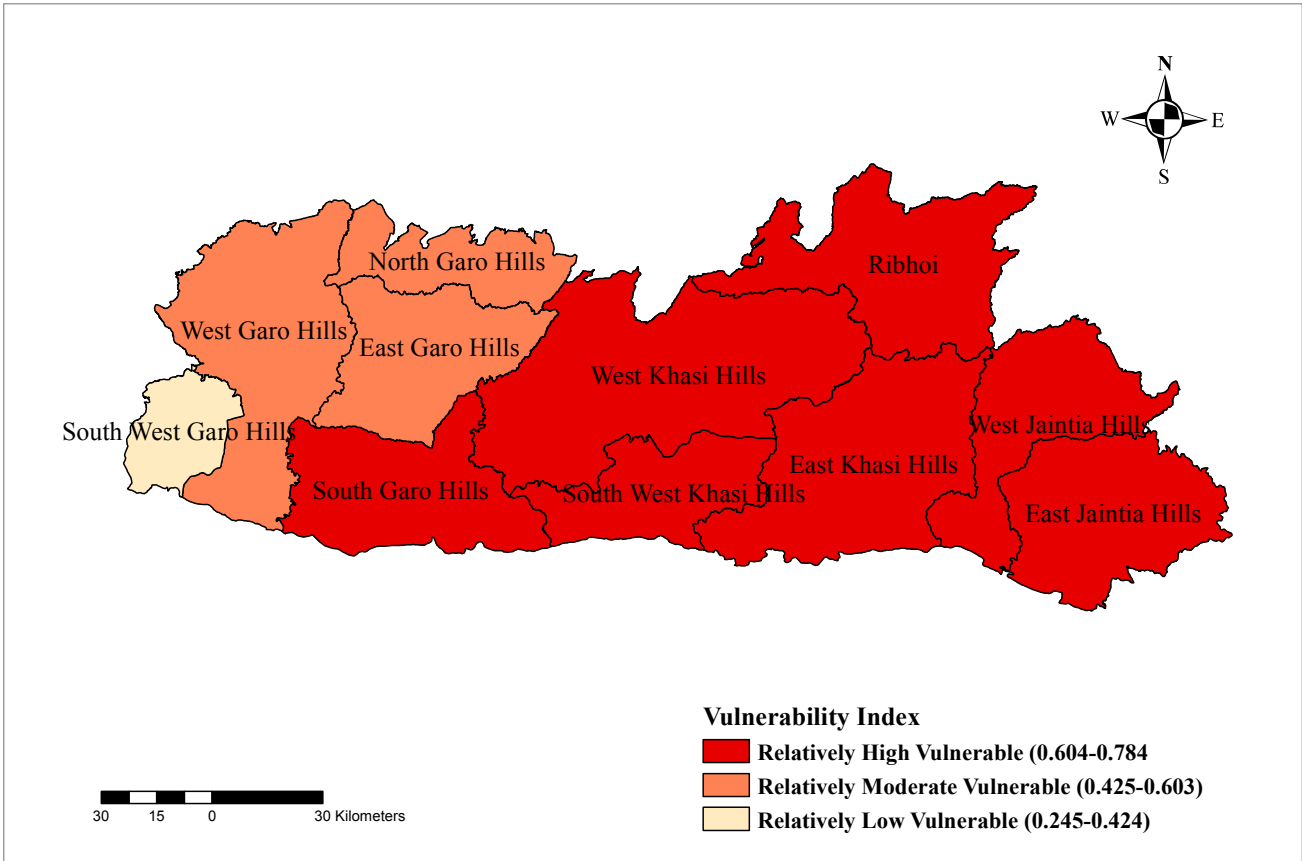 N
W
E
S
Ribhoi
North Garo Hills
West Garo Hills
East Garo Hills
West Khasi Hills
South West Garo Hills
West Jaintia Hills
East Khasi Hills
South Garo Hills
South West Khasi Hills
East Jaintia Hills
Vulnerability Index
Relatively High Vulnerable (0.604-0.784
Relatively Moderate Vulnerable (0.425-0.603)
Relatively Low Vulnerable (0.245-0.424)
30 15 0 30 Kilometers